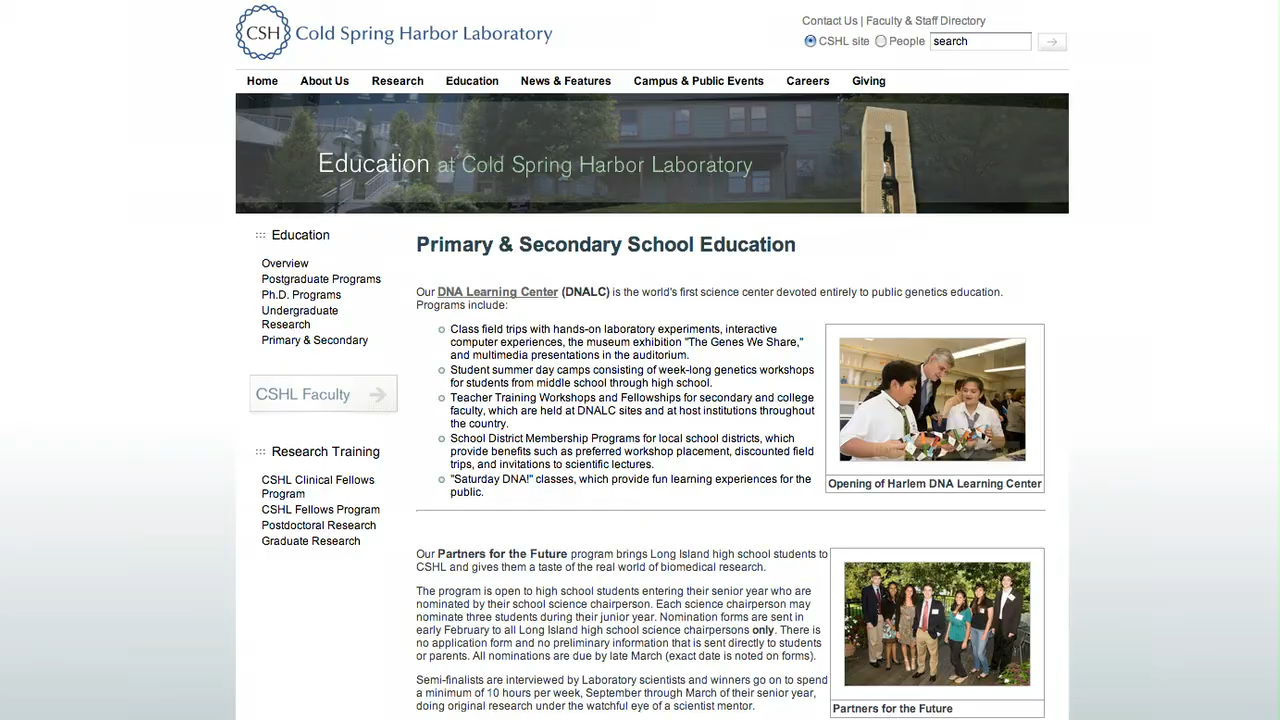 CSH Cold Spring Harbor Laboratory
Contact Us | Faculty & Staff Directory
CSHL site People search
Home About Us Research Education News & Features Campus & Public Events Careers Giving
Education at Cold Spring Harbor Laboratory
Education
Overview
Postgraduate Programs
Ph.D. Programs
Undergraduate
Research
Primary & Secondary
CSHL Faculty
Research Training
CSHL Clinical Fellows
Program
CSHL Fellows Program
Postdoctoral Research
Graduate Research
Primary & Secondary School Education
Our DNA Learning Center (DNALC) is the world's first science center devoted entirely to public genetics education.
Programs include:
Class field trips with hands-on laboratory experiments, interactive
computer experiences, the museum exhibition "The Genes We Share,"
and multimedia presentations in the auditorium.
Student summer day camps consisting of week-long genetics workshops
for students from middle school through high school.
Teacher Training Workshops and Fellowships for secondary and college
faculty, which are held at DNALC sites and at host institutions throughout
the country.
School District Membership Programs for local school districts, which
provide benefits such as preferred workshop placement, discounted field
trips, and invitations to scientific lectures.
"Saturday DNA!" classes, which provide fun learning experiences for the
public.
Opening of Harlem DNA Learning Center
Our Partners for the Future program brings Long Island high school students to
CSHL and gives them a taste of the real world of biomedical research.
The program is open to high school students entering their senior year who are
nominated by their school science chairperson. Each science chairperson may
nominate three students during their junior year. Nomination forms are sent in
early February to all Long Island high school science chairpersons only. There is
no application form and no preliminary information that is sent directly to students
or parents. All nominations are due by late March (exact date is noted on forms).
Semi-finalists are interviewed by Laboratory scientists and winners go on to spend
a minimum of 10 hours per week, September through March of their senior year,
doing original research under the watchful eye of a scientist mentor.
Partners for the Future